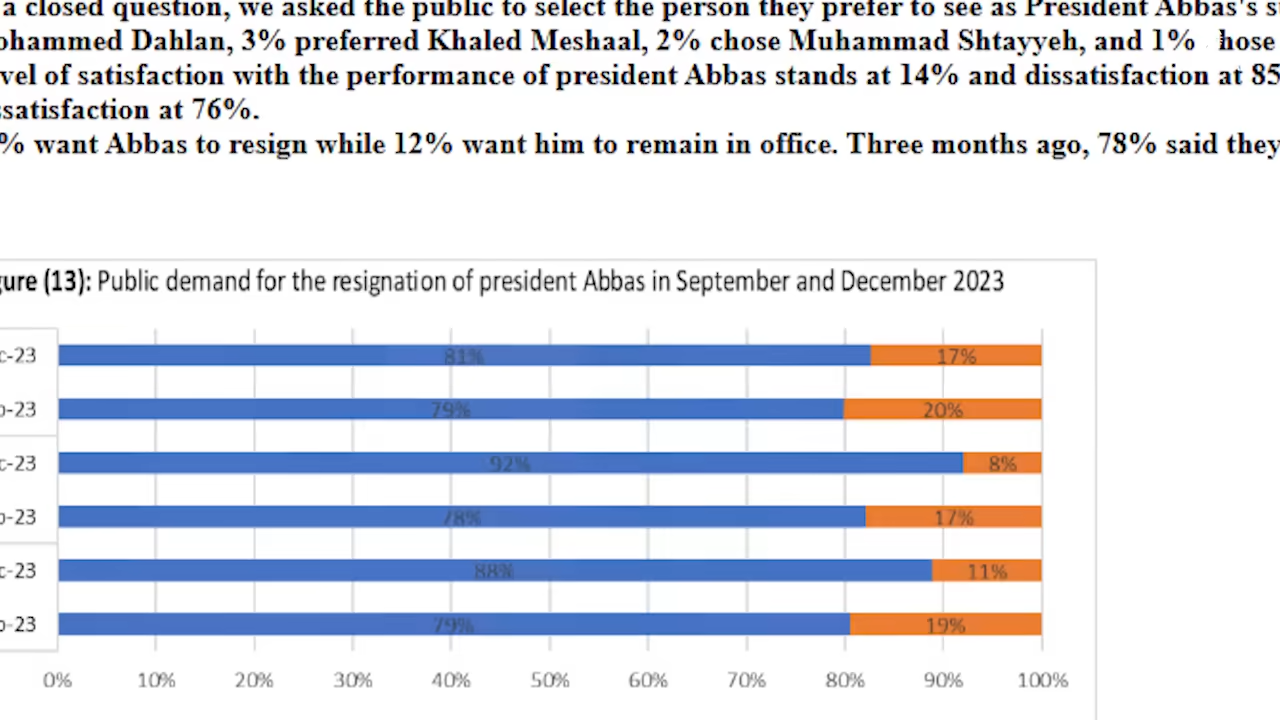 a closed question, we asked the public to select the person they prefer to see as President Abbas's s
ohammed Dahlan, 3% preferred Khaled Meshaal, 2% chose Muhammad Shtayyeh, and 1% hose
vel of satisfaction with the performance of president Abbas stands at 14% and dissatisfaction at 85
ssatisfaction at 76%.
% want Abbas to resign while 12% want him to remain in office. Three months ago, 78% said they
gure (13): Public demand for the resignation of president Abbas in September and December 2023
c-23 81% 17%
p-23 79% 20%
c-23 92% 8%
p-23 78% 17%
c-23 88% 11%
p-23 79% 19%
0% 10% 20% 30% 40% 50% 60% 70% 80% 90% 100%